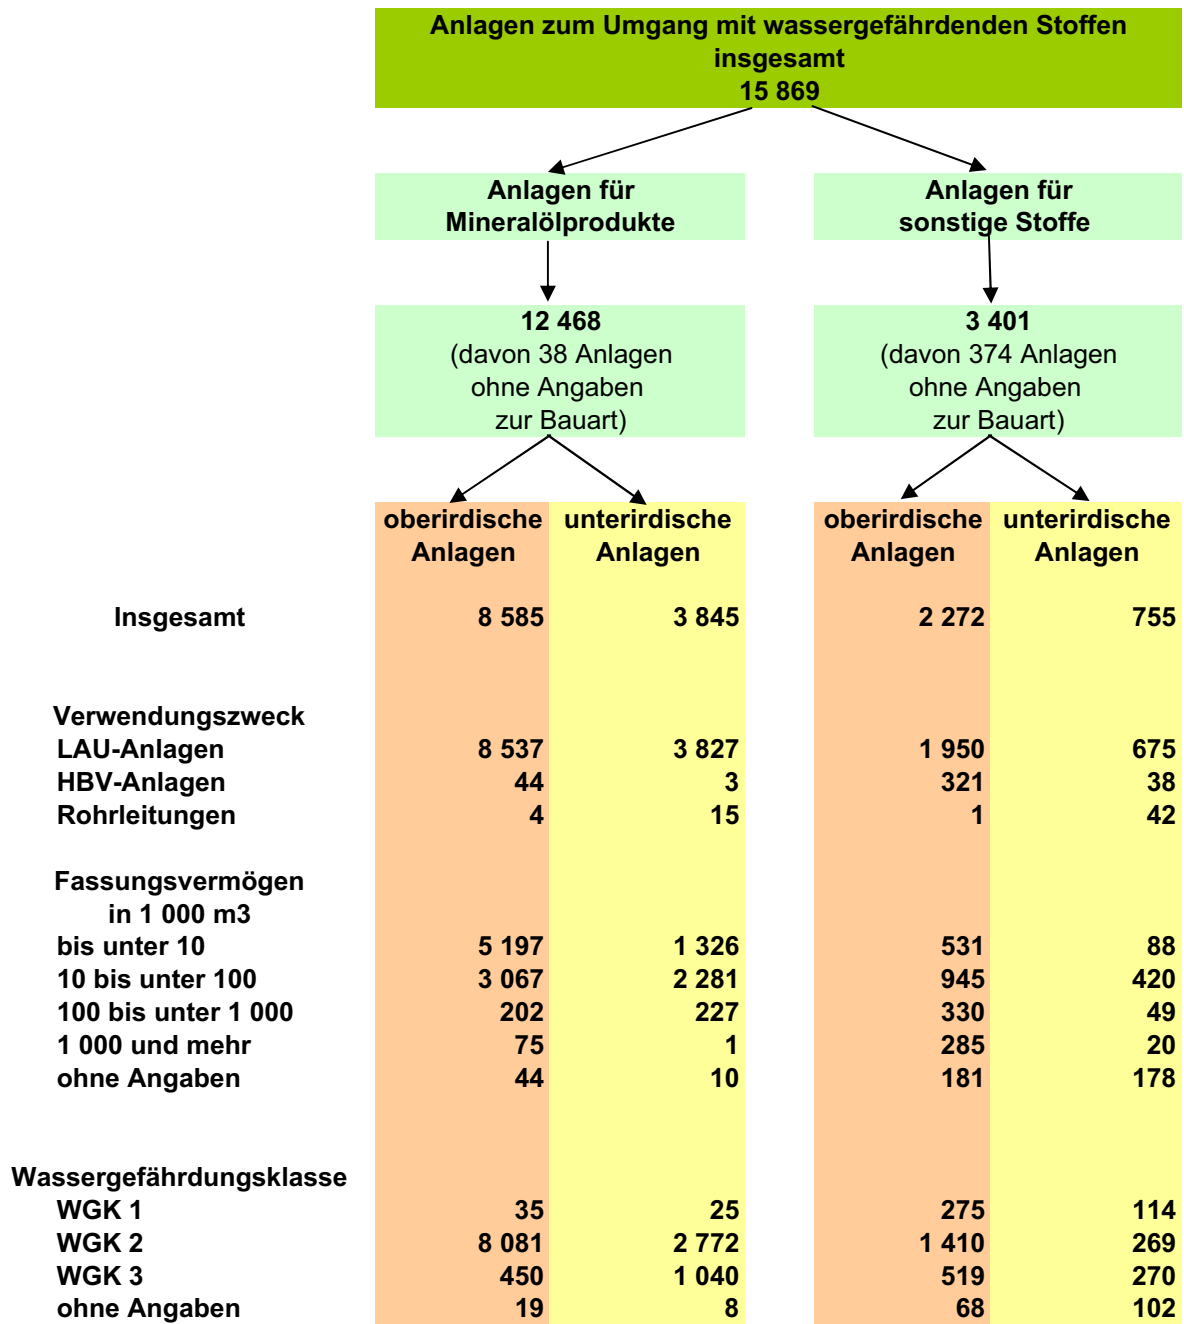 Anlagen zum Umgang mit wassergefährdenden Stoffen
insgesamt
15 869
Anlagen für
Mineralölprodukte
Anlagen für
sonstige Stoffe
12 468
(davon 38 Anlagen
ohne Angaben
zur Bauart)
3 401
(davon 374 Anlagen
ohne Angaben
zur Bauart)
oberirdische
Anlagen
unterirdische
Anlagen
oberirdische
Anlagen
unterirdische
Anlagen
Insgesamt 8 585 3 845 2 272 755
Verwendungszweck
LAU-Anlagen 8 537 3 827 1 950 675
HBV-Anlagen 44 3 321 38
Rohrleitungen 4 15 1 42
Fassungsvermögen
in 1 000 m3
bis unter 10 5 197 1 326 531 88
10 bis unter 100 3 067 2 281 945 420
100 bis unter 1 000 202 227 330 49
1 000 und mehr 75 1 285 20
ohne Angaben 44 10 181 178
Wassergefährdungsklasse
WGK 1 35 25 275 114
WGK 2 8 081 2 772 1 410 269
WGK 3 450 1 040 519 270
ohne Angaben 19 8 68 102